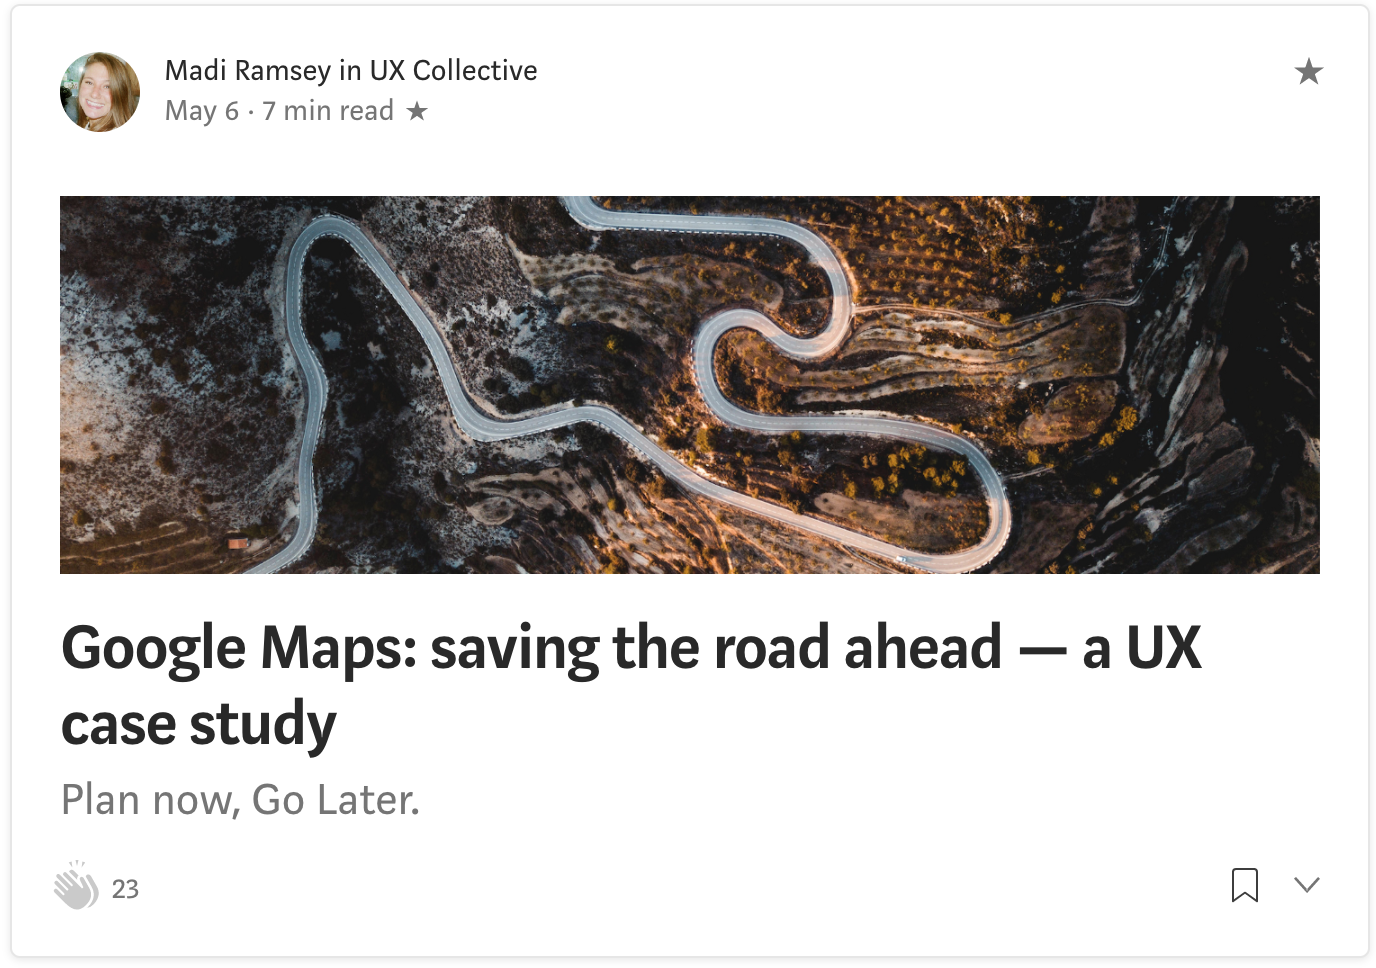 Madi Ramsey in UX Collective
May 6 · 7 min read ★
Google Maps: saving the road ahead — a UX
case study
Plan now, Go Later.
23